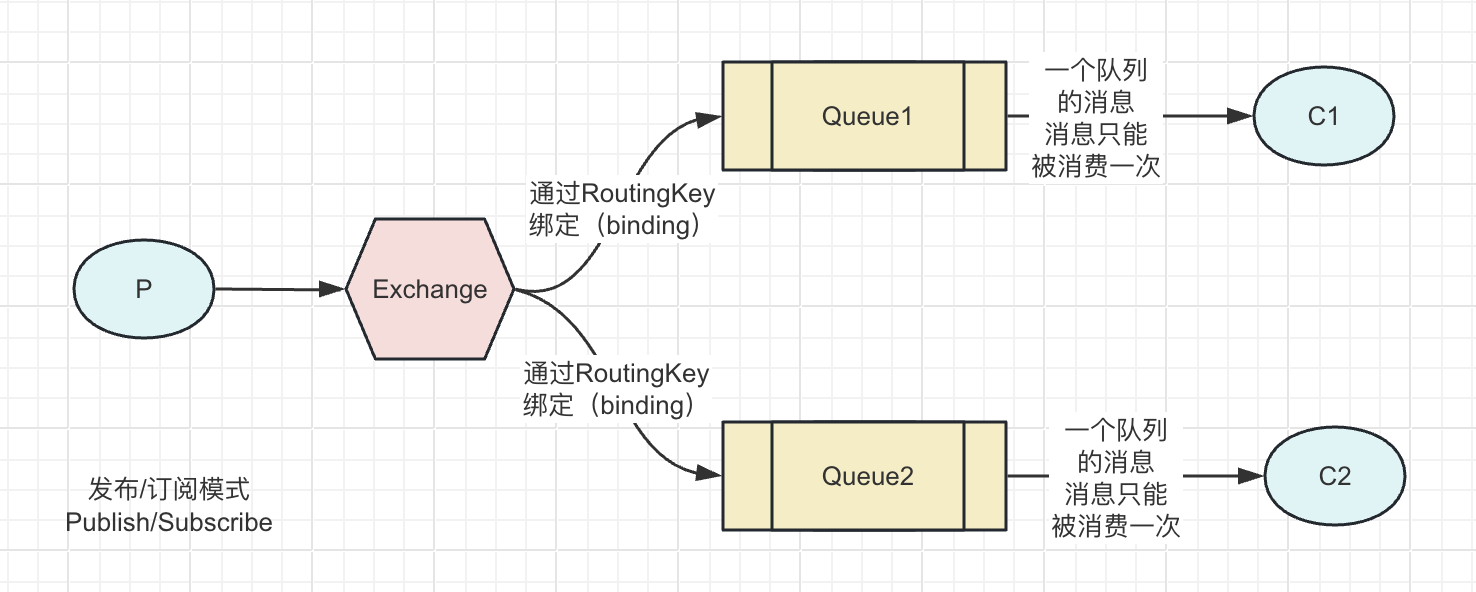 一个队列
的消息
消息只能
被消费一次
Queue1
C1
通过RoutingKey
绑定（binding）
P
Exchange
通过RoutingKey
绑定（binding）
一个队列
的消息
消息只能
被消费一次
Queue2
C2
发布/订阅模式
Publish/Subscribe